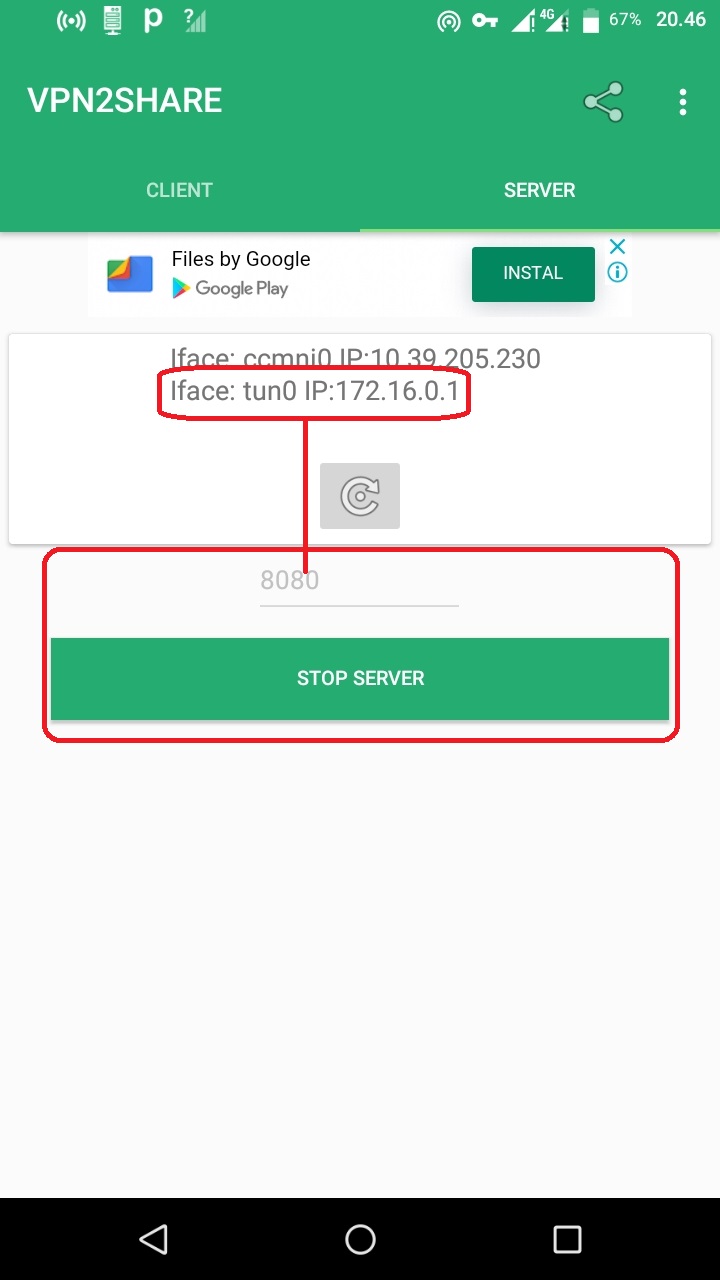 4G 67% 20.46
VPN2SHARE
CLIENT SERVER
Files by Google
Google Play
INSTAL
Iface: ccmni0 IP:10.39.205.230
Iface: tun0 IP:172.16.0.1
8080
STOP SERVER